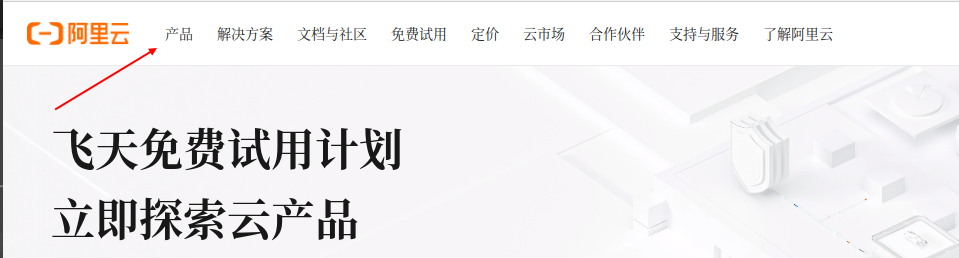 阿里云 产品 解决方案 文档与社区 免费试用 定价 云市场 合作伙伴 支持与服务 了解阿里云
飞天免费试用计划
立即探索云产品